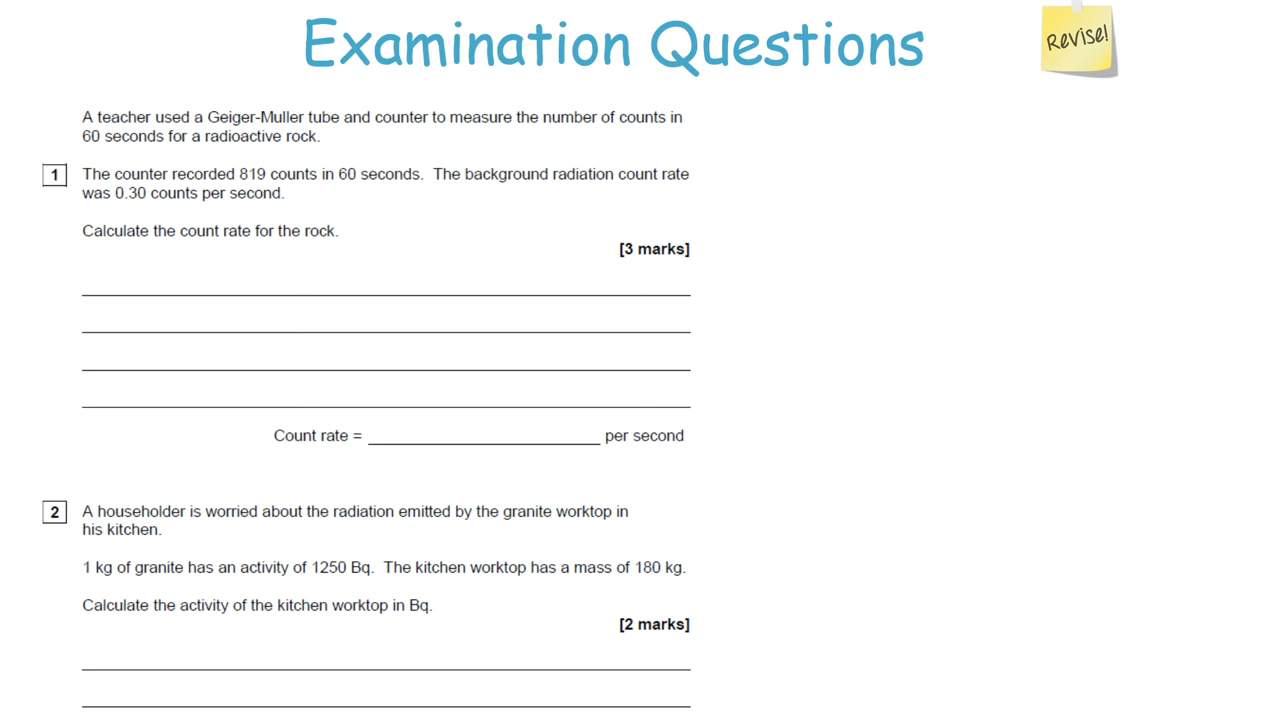 Examination Questions
Revise!
A teacher used a Geiger-Muller tube and counter to measure the number of counts in
60 seconds for a radioactive rock.
1 The counter recorded 819 counts in 60 seconds. The background radiation count rate
was 0.30 counts per second.
Calculate the count rate for the rock.
[3 marks]
Count rate = ____________ per second
2 A householder is worried about the radiation emitted by the granite worktop in
his kitchen.
1 kg of granite has an activity of 1250 Bq. The kitchen worktop has a mass of 180 kg.
Calculate the activity of the kitchen worktop in Bq.
[2 marks]